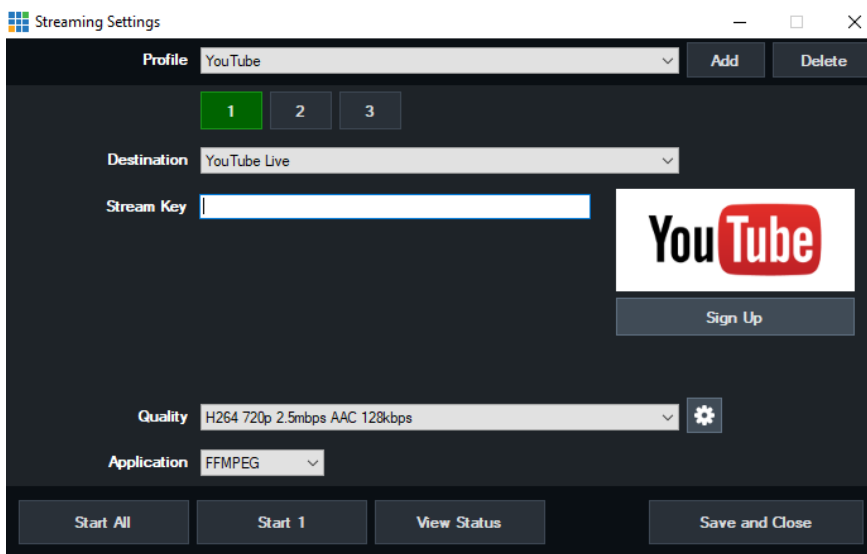 Streaming Settings
Profile YouTube Add Delete
1 2 3
Destination YouTube Live
Stream Key
YouTube
Sign Up
Quality H264 720p 2.5mbps AAC 128kbps
Application FFMPEG
Start All Start 1 View Status Save and Close